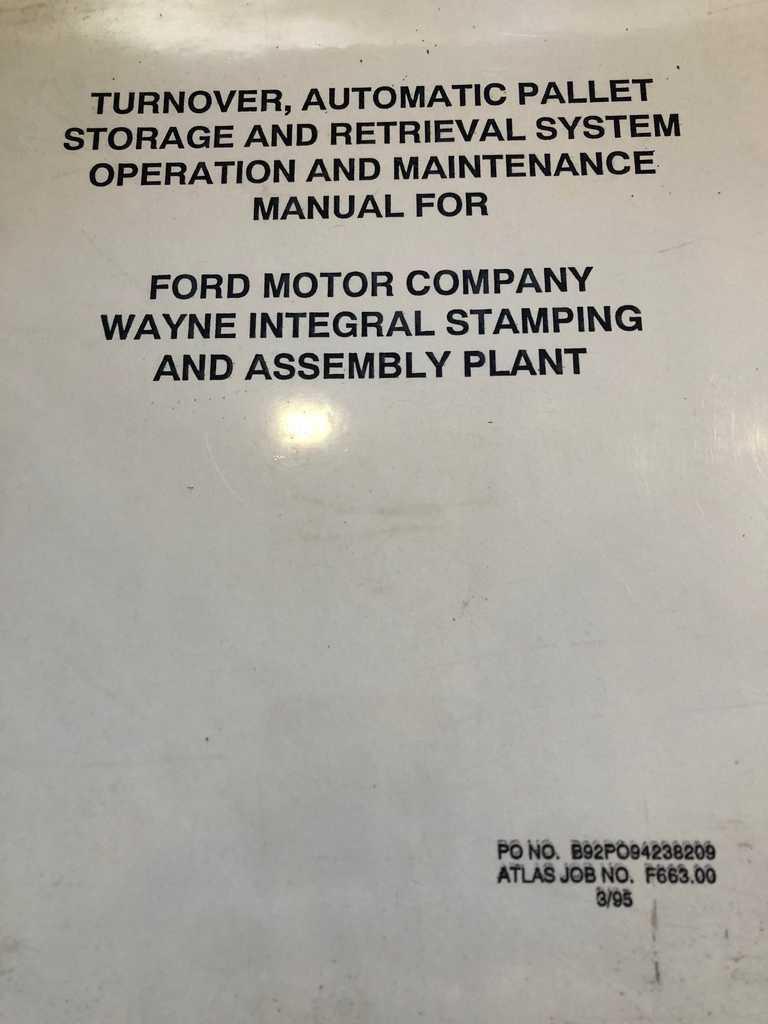 TURNOVER, AUTOMATIC PALLET
STORAGE AND RETRIEVAL SYSTEM
OPERATION AND MAINTENANCE
MANUAL FOR
FORD MOTOR COMPANY
WAYNE INTEGRAL STAMPING
AND ASSEMBLY PLANT
PO NO. B92PO94238209
ATLAS JOB NO. F663.00
3/95